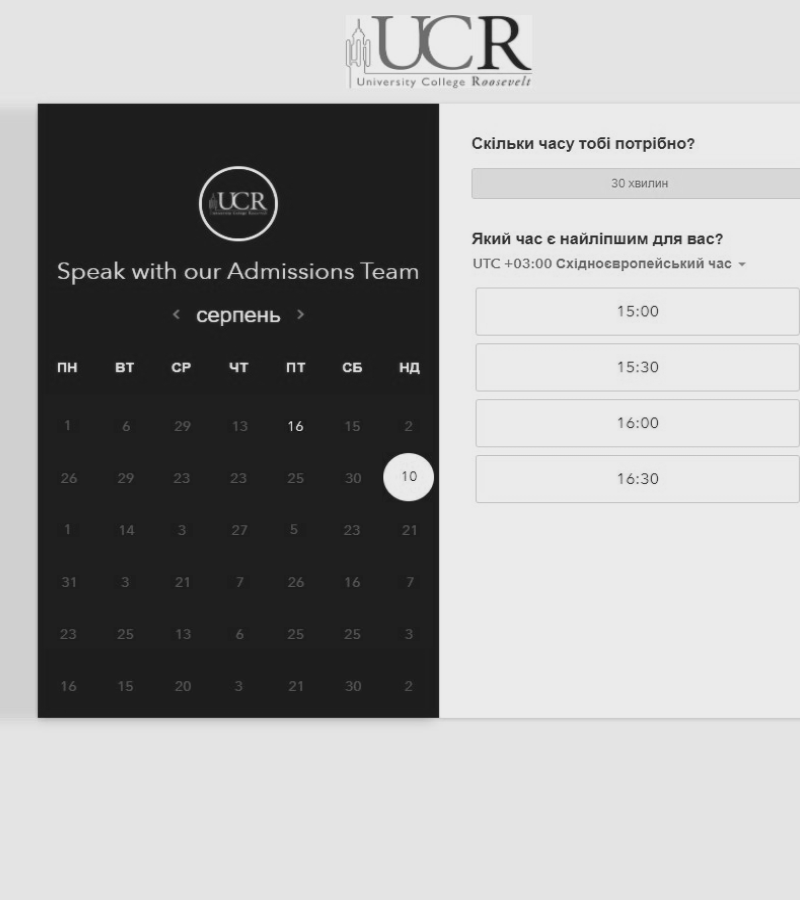 UCR
University College Roosevelt
UCR
Speak with our Admissions Team
< серпень >
ПН ВТ СР ЧТ ПТ СБ НД
1 6 29 13 16 15 2
26 29 23 23 25 30 10
1 14 3 27 5 23 21
31 3 21 7 26 16 7
23 25 13 6 25 25 3
16 15 20 3 21 30 2
Скільки часу тобі потрібно?
30 хвилин
Який час є найліпшим для вас?
UTC +03:00 Східноєвропейський час
15:00
15:30
16:00
16:30